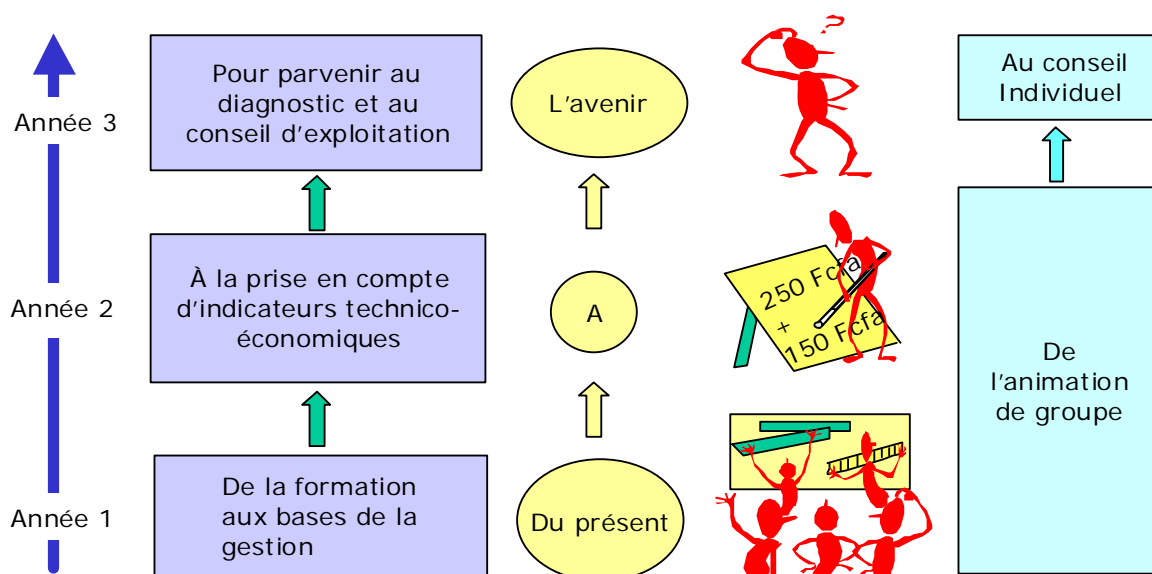 Année 3
Pour parvenir au
diagnostic et au
conseil d'exploitation
L'avenir
?
Au conseil
Individuel
Année 2
À la prise en compte
d'indicateurs technico-
économiques
A
250 Fcfa
+
150 Fcfa
De
l'animation
de groupe
Année 1
De la formation
aux bases de la
gestion
Du présent